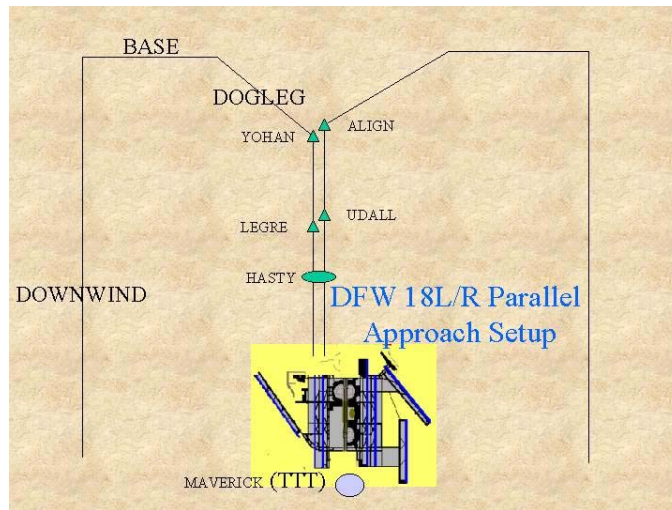 BASE
DOGLEG
YOHAN
ALIGN
LEGRE
UDALL
HASTY
DOWNWIND
DFW 18L/R Parallel
Approach Setup
MAVERICK (TTT)